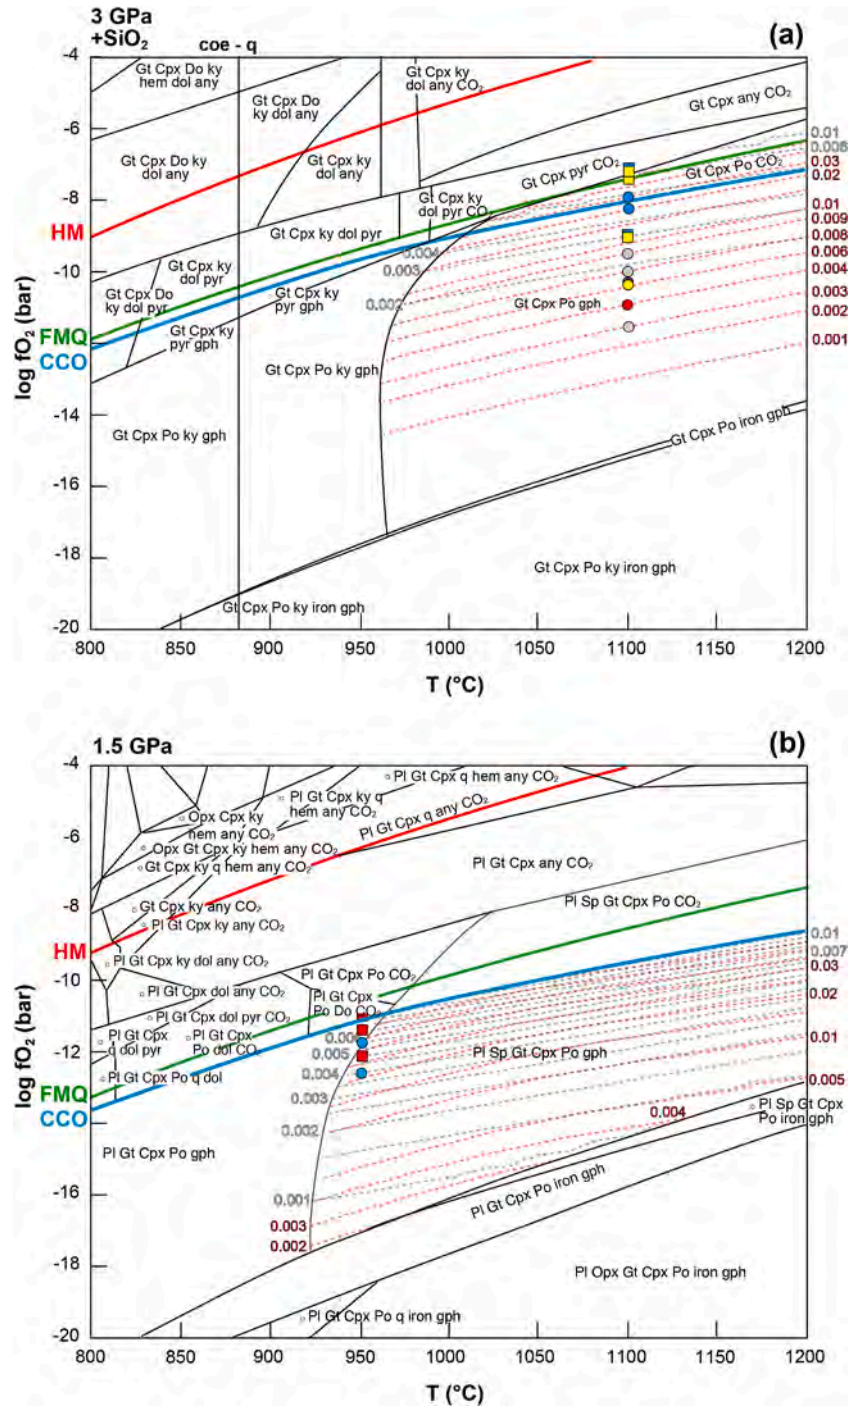 3 GPa
+SiO₂
coe - q
(a)
-4
Gt Cpx Do ky
hem dol any
Gt Cpx Do
ky dol any
Gt Cpx ky
dol any CO₂
Gt Cpx any CO₂
-6
Gt Cpx Do ky
dol any
Gt Cpx ky
dol any
0.01
0.008
0.03
0.02
Gt Cpx pyr CO₂
Gt Cpx Po CO₂
-8
HM
Gt Cpx ky
dol pyr CO₂
Gt Cpx ky dol pyr
0.01
0.009
0.008
0.006
0.004
0.003
0.002
0.001
-10
Gt Cpx ky
dol pyr
0.004
0.003
0.002
Gt Cpx Do
ky dol pyr
Gt Cpx ky
pyr gph
Gt Cpx Po gph
FMQ
CCO
-12
Gt Cpx ky
pyr gph
Gt Cpx Po ky gph
log fO₂ (bar)
-14
Gt Cpx Po ky gph
Gt Cpx Po iron gph
-16
-18
Gt Cpx Po ky iron gph
Gt Cpx Po ky iron gph
-20
800
850
900
950
1000
1050
1100
1150
1200
T (°C)
1.5 GPa
(b)
-4
Pl Gt Cpx q hem any CO₂
Pl Gt Cpx ky q
hem any CO₂
Opx Cpx ky
hem any CO₂
Pl Gt Cpx q any CO₂
-6
Opx Gt ky hem any CO₂
Gt Cpx ky q hem any CO₂
Pl Gt Cpx any CO₂
-8
Gt Cpx ky any CO₂
Pl Gt Cpx ky any CO₂
Pl Sp Gt Cpx Po CO₂
HM
Pl Gt Cpx ky dol any CO₂
0.01
0.007
0.03
0.02
0.01
0.005
-10
Pl Gt Cpx dol any CO₂
Pl Gt Cpx Po CO₂
Pl Gt Cpx
Po Do CO₂
Pl Gt Cpx dol pyr CO₂
Pl Gt Cpx
q dol pyr
Pl Gt Cpx
Po dol CO₂
0.006
0.005
0.004
0.003
0.002
0.001
0.003
0.002
Pl Sp Gt Cpx Po gph
-12
Pl Gt Cpx Po q dol
FMQ
CCO
log fO₂ (bar)
0.004
Pl Sp Gt Cpx
Po iron gph
-14
Pl Gt Cpx Po gph
-16
Pl Gt Cpx Po iron gph
-18
Pl Opx Gt Cpx Po iron gph
Pl Gt Cpx Po q iron gph
-20
800
850
900
950
1000
1050
1100
1150
1200
T (°C)